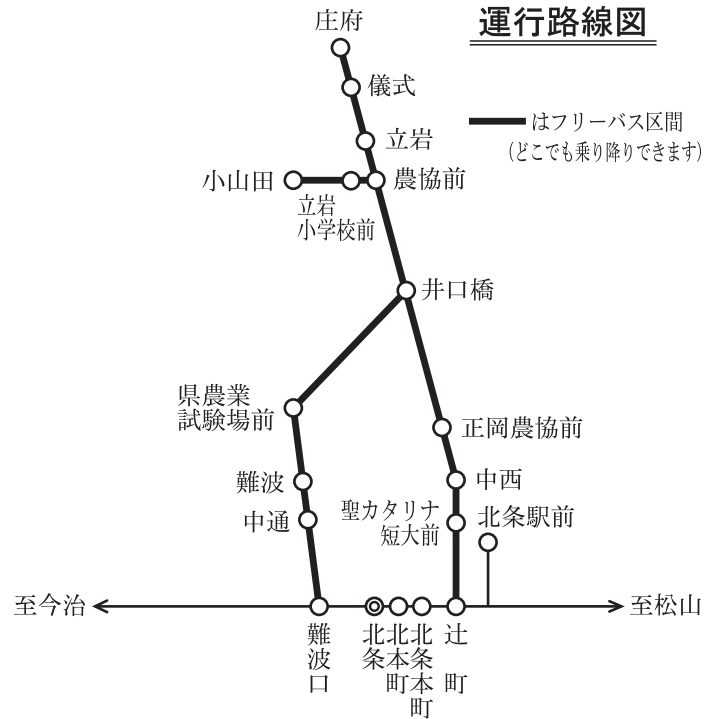 運行路線図
はフリーバス区間
(どこでも乗り降りできます)
庄府
儀式
立岩
小山田
農協前
立岩
小学校前
井口橋
県農業
試験場前
正岡農協前
難波
中西
中通
聖カタリナ
短大前
北条駅前
至今治
至松山
難波口
北条
北本町
北条本町
辻町